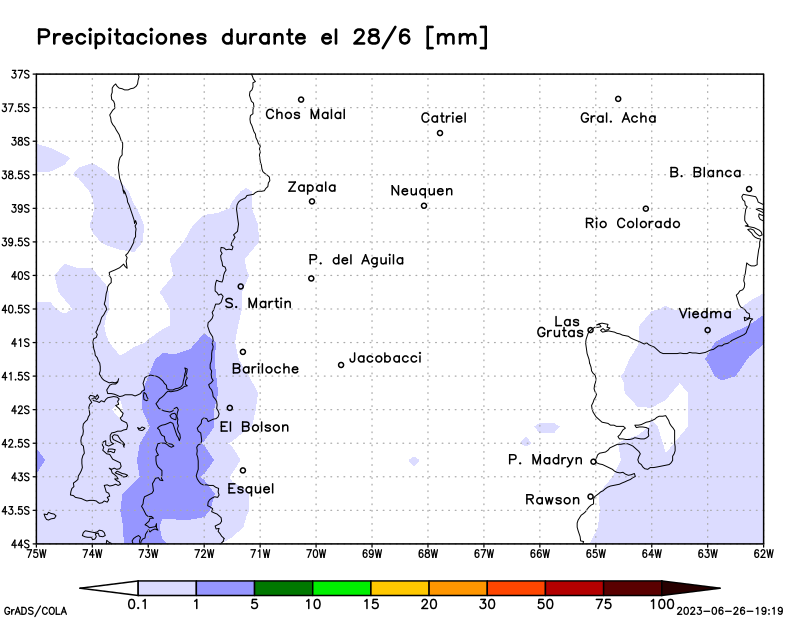 Precipitaciones durante el 28/6 [mm]
37S
37.5S
Chos Malal
Catriel
Gral. Acha
38S
38.5S
B. Blanca
Zapala
Neuquen
39S
Rio Colorado
39.5S
P. del Aguila
40S
S. Martin
40.5S
Viedma
Las
Grutas
41S
Jacobacci
Bariloche
41.5S
42S
El Bolson
42.5S
P. Madryn
43S
Esquel
Rawson
43.5S
44S
75W 74W 73W 72W 71W 70W 69W 68W 67W 66W 65W 64W 63W 62W
0.1 1 5 10 15 20 30 50 75 100
GrADS/COLA
2023-06-26-19:19